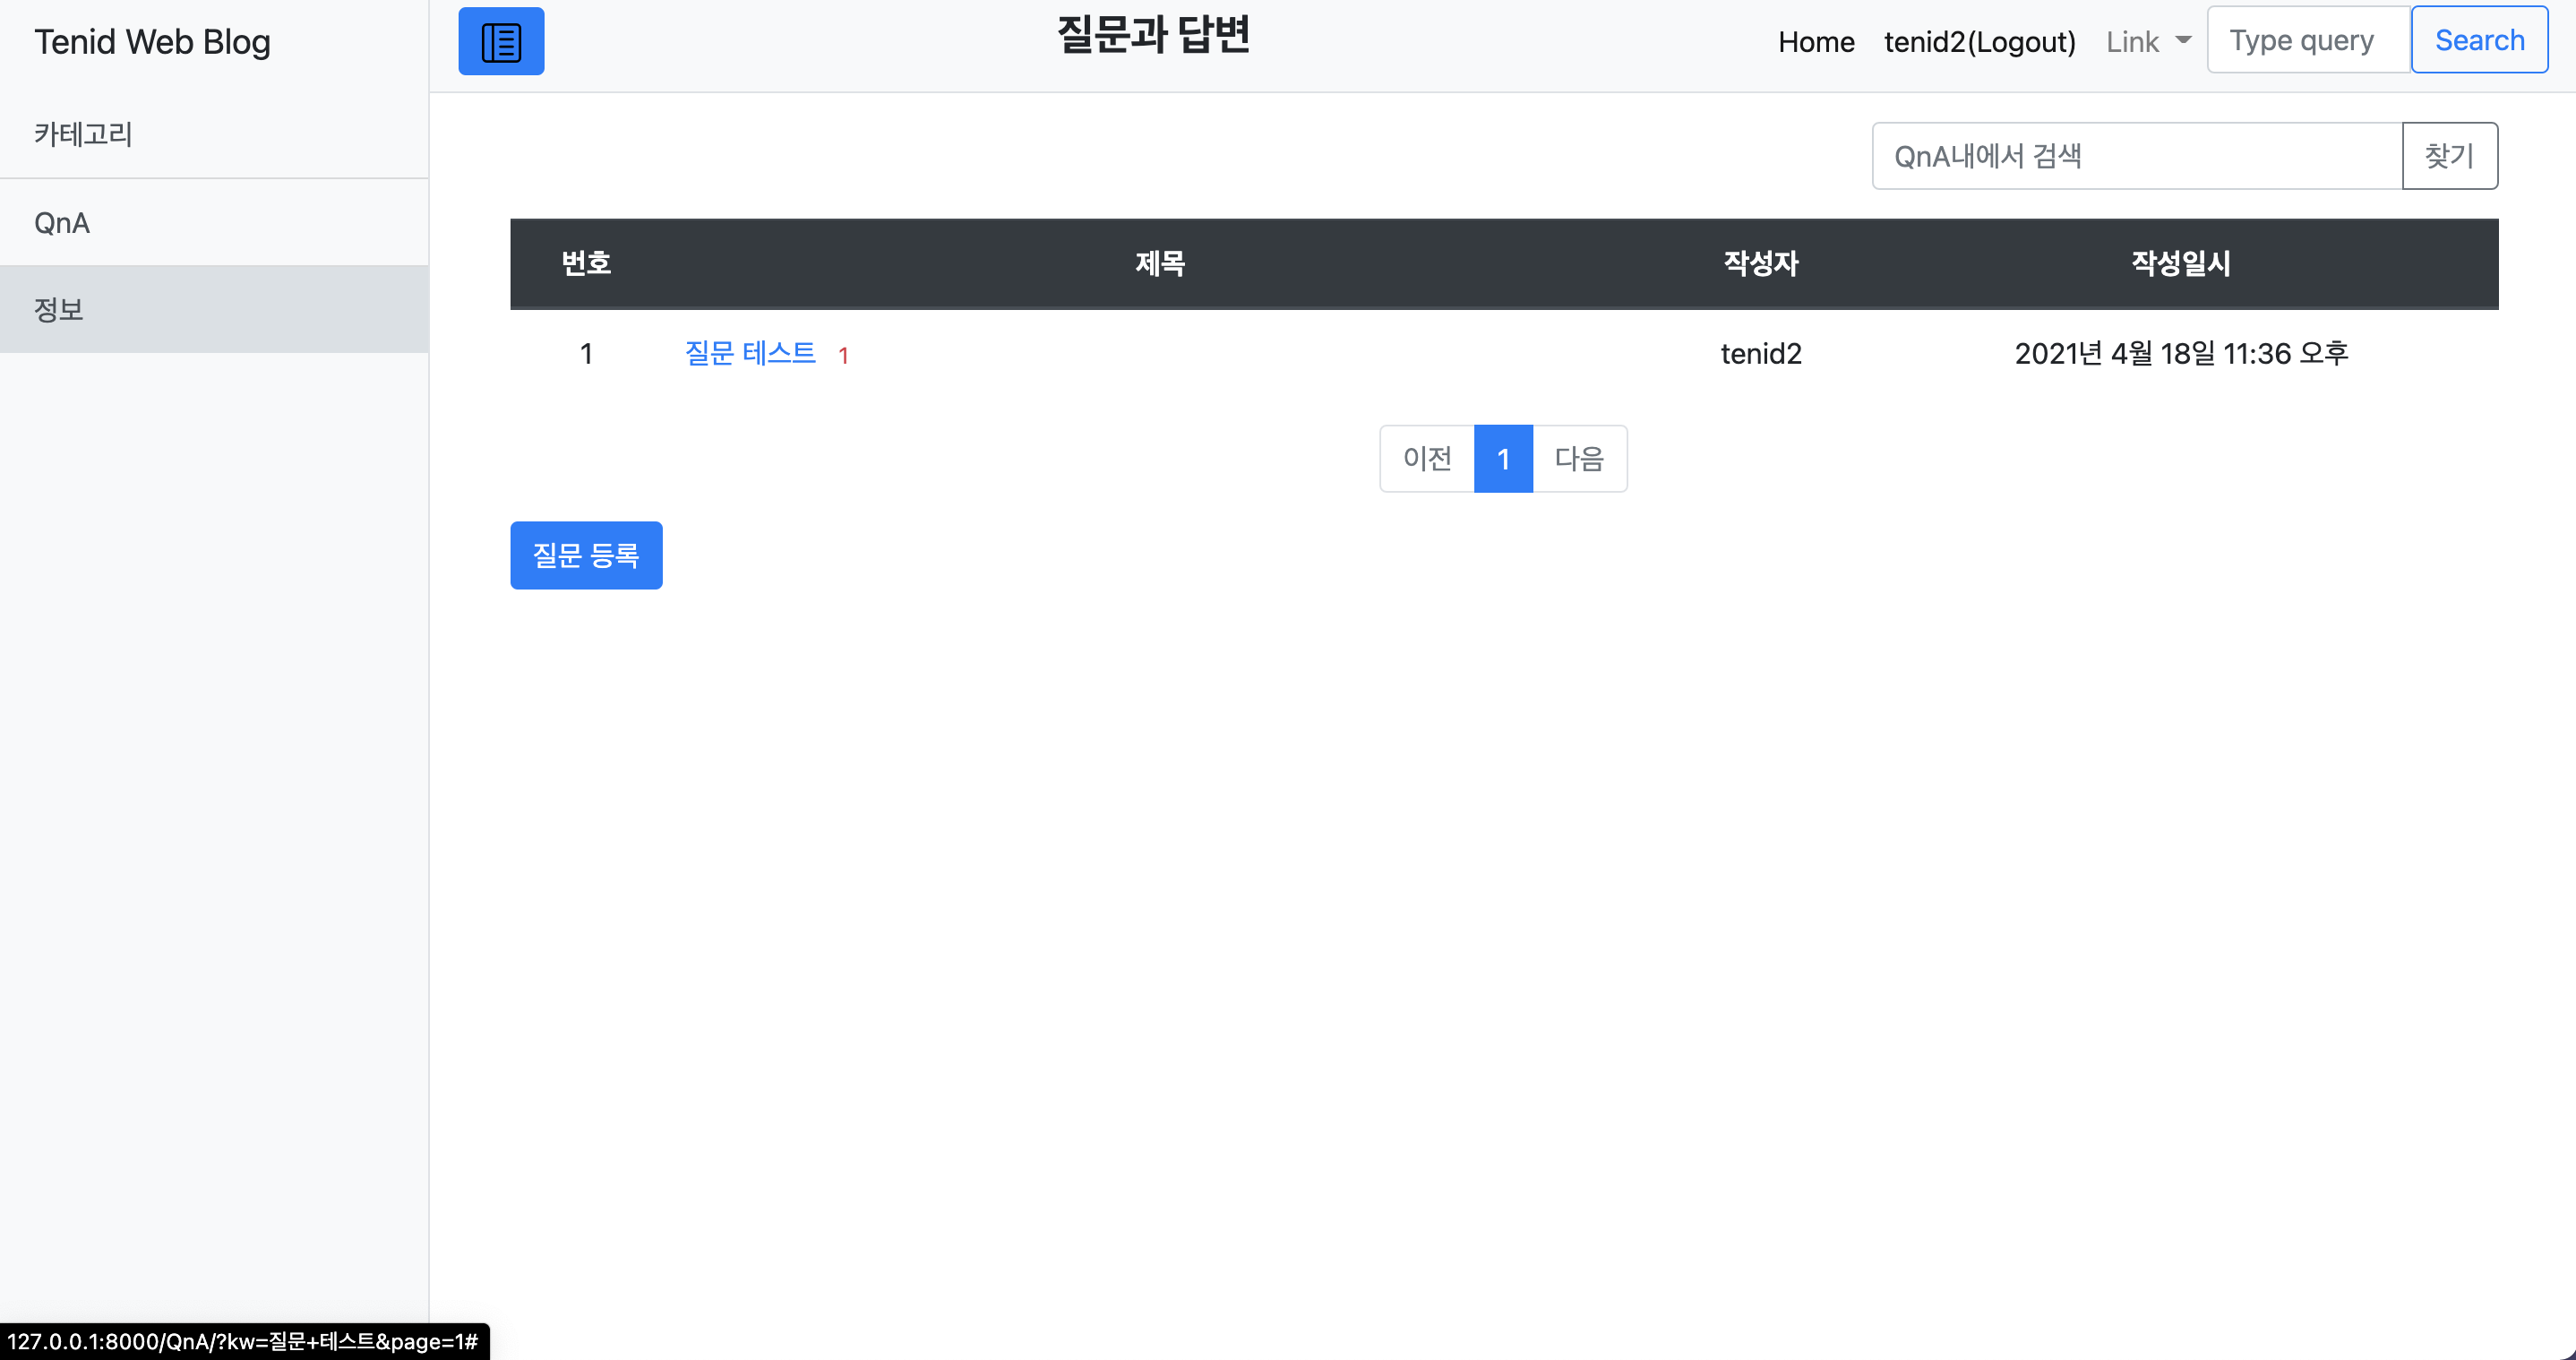 Tenid Web Blog
카테고리
QnA
정보
질문과 답변
Home tenid2(Logout) Link Type query Search
QnA내에서 검색 찾기
번호 제목 작성자 작성일시
1 질문 테스트 1 tenid2 2021년 4월 18일 11:36 오후
이전 1 다음
질문 등록
127.0.0.1:8000/QnA/?kw=질문+테스트&page=1#